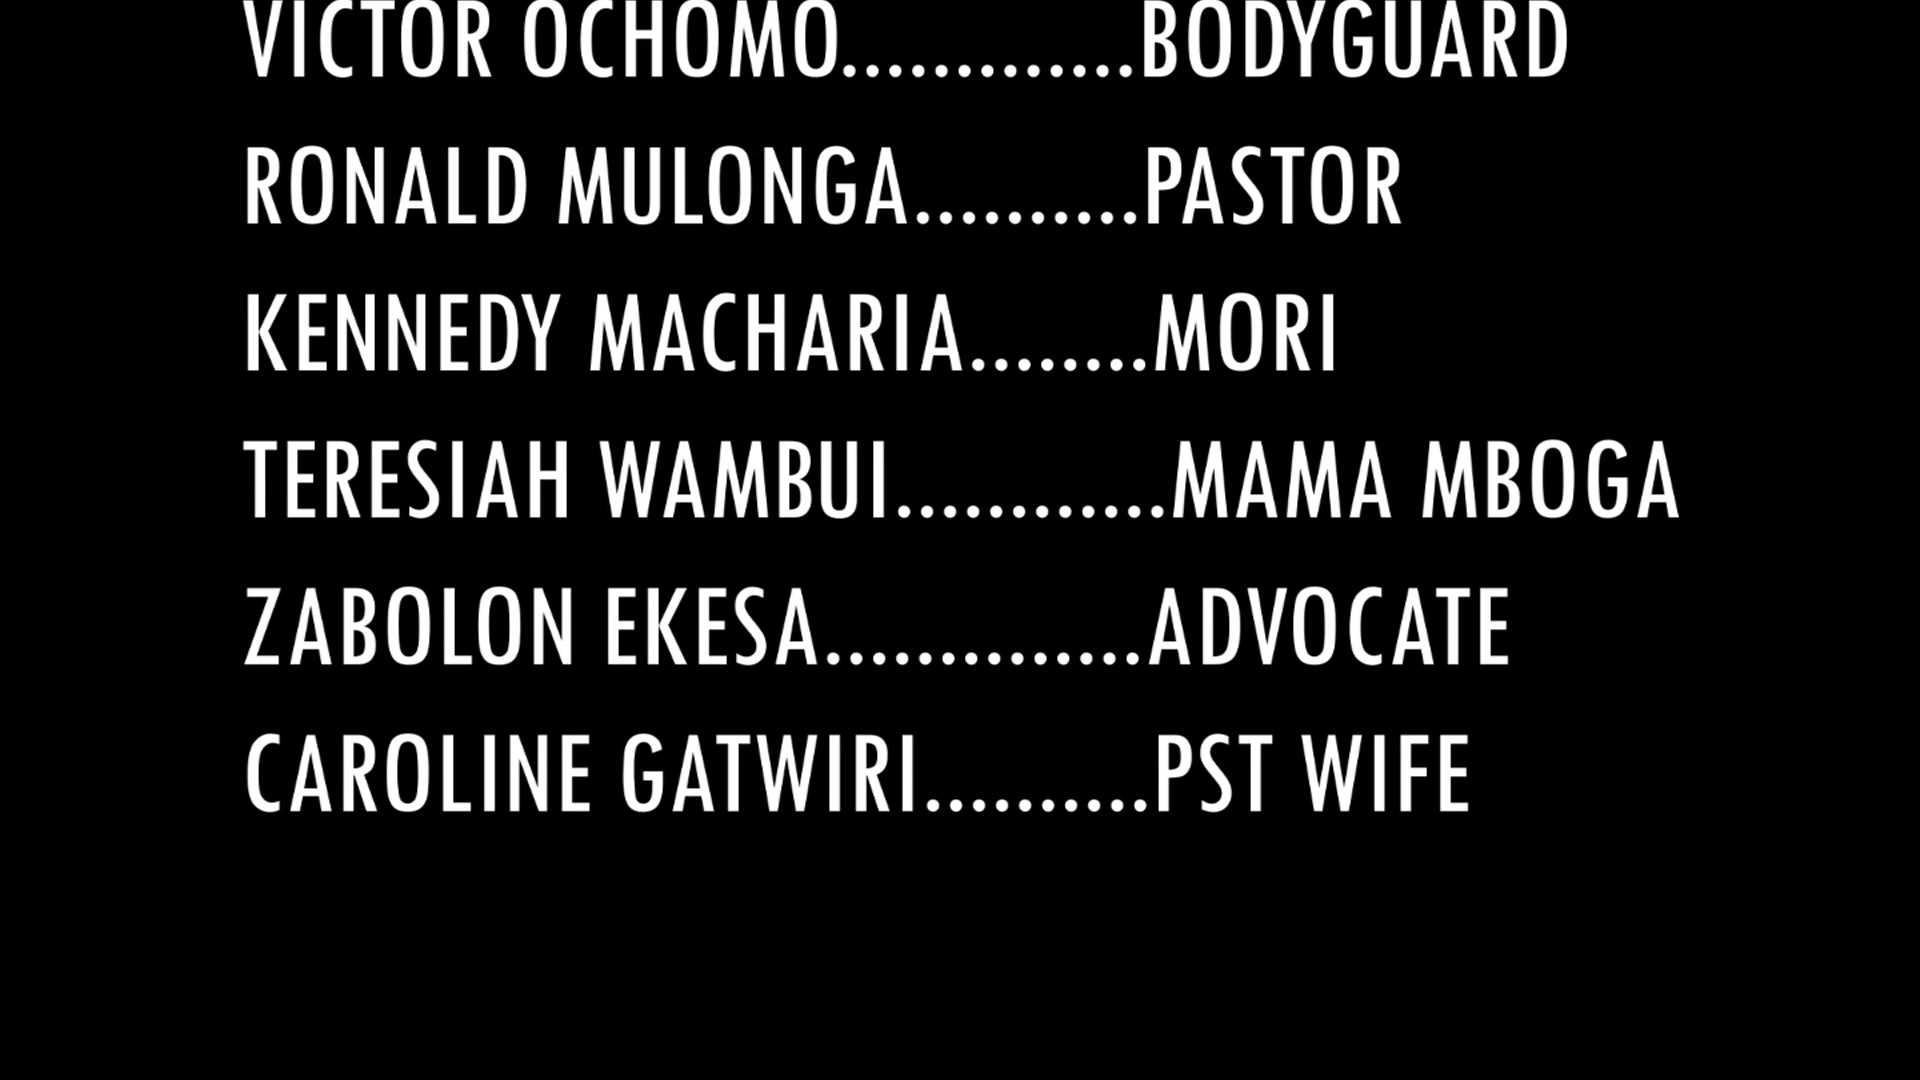 VICTOR OCHOMO.............BODYGUARD
RONALD MULONGA..........PASTOR
KENNEDY MACHARIA........MORI
TERESIAH WAMBUI............MAMA MBOGA
ZABOLON EKESA..............ADVOCATE
CAROLINE GATWIRI..........PST WIFE